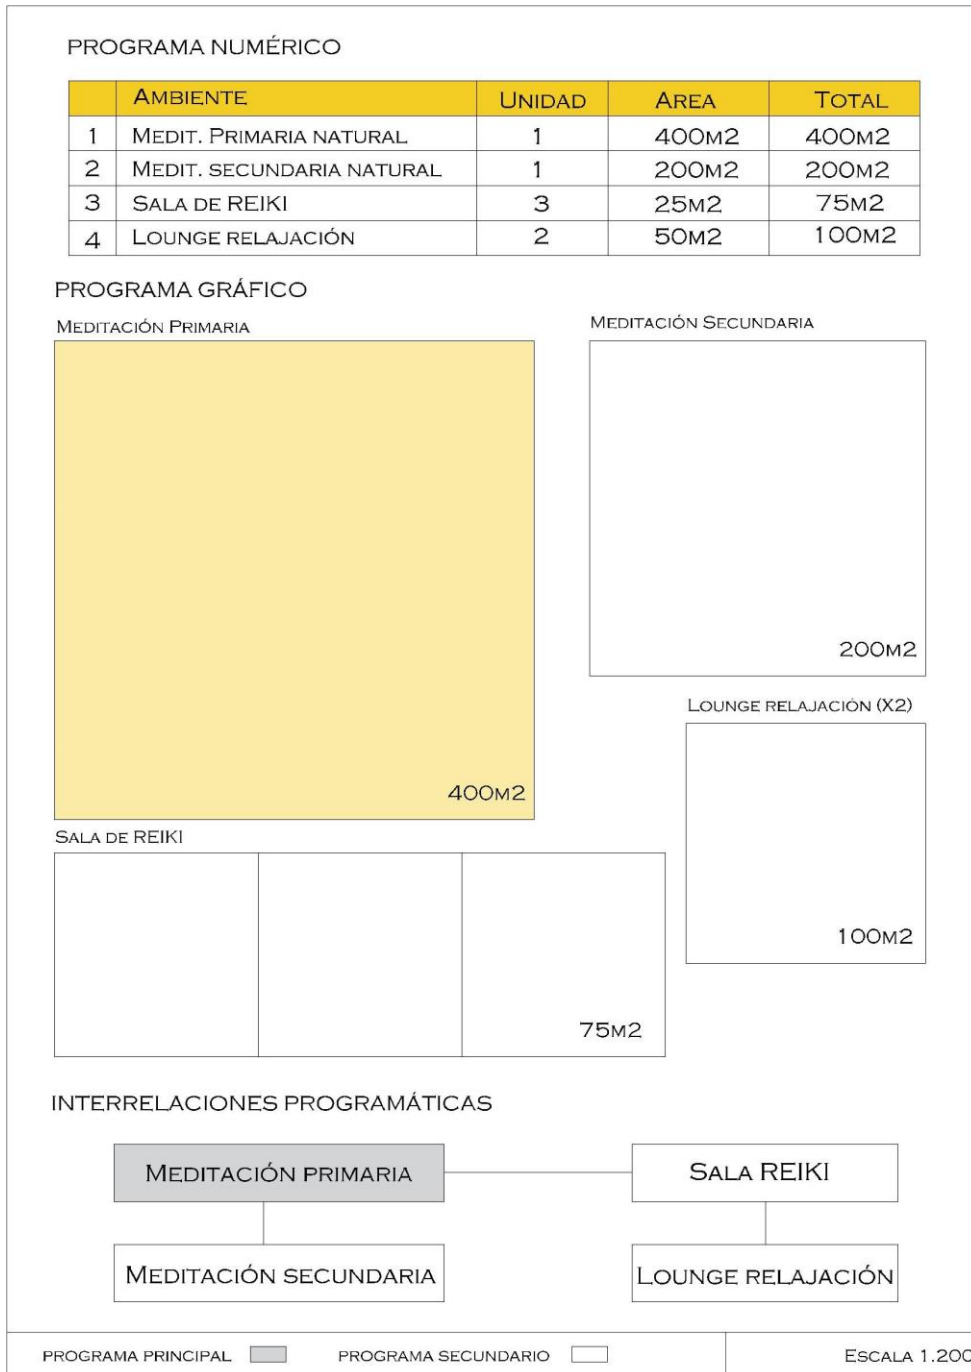 PROGRAMA NUMÉRICO
AMBIENTE UNIDAD AREA TOTAL
1 MEDIT. PRIMARIA NATURAL 1 400M2 400M2
2 MEDIT. SECUNDARIA NATURAL 1 200M2 200M2
3 SALA DE REIKI 3 25M2 75M2
4 LOUNGE RELAJACIÓN 2 50M2 100M2
PROGRAMA GRÁFICO
MEDITACIÓN PRIMARIA
MEDITACIÓN SECUNDARIA
200M2
LOUNGE RELAJACIÓN (X2)
400M2
SALA DE REIKI
100M2
75M2
INTERRELACIONES PROGRAMÁTICAS
MEDITACIÓN PRIMARIA SALA REIKI
MEDITACIÓN SECUNDARIA LOUNGE RELAJACIÓN
PROGRAMA PRINCIPAL PROGRAMA SECUNDARIO ESCALA 1.200